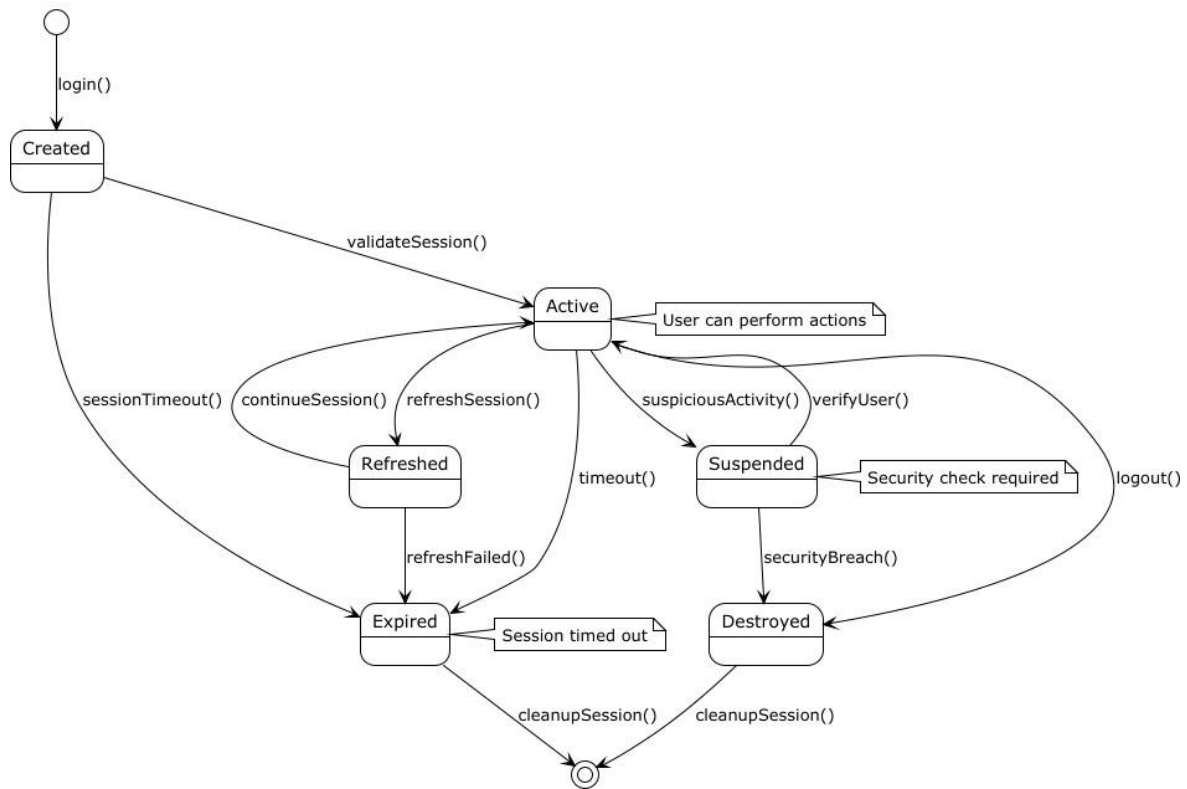 login()
Created
validateSession()
Active
User can perform actions
sessionTimeout()
continueSession()
refreshSession()
suspiciousActivity()
verifyUser()
Refreshed
Suspended
Security check required
timeout()
logout()
refreshFailed()
securityBreach()
Expired
Session timed out
Destroyed
cleanupSession()
cleanupSession()